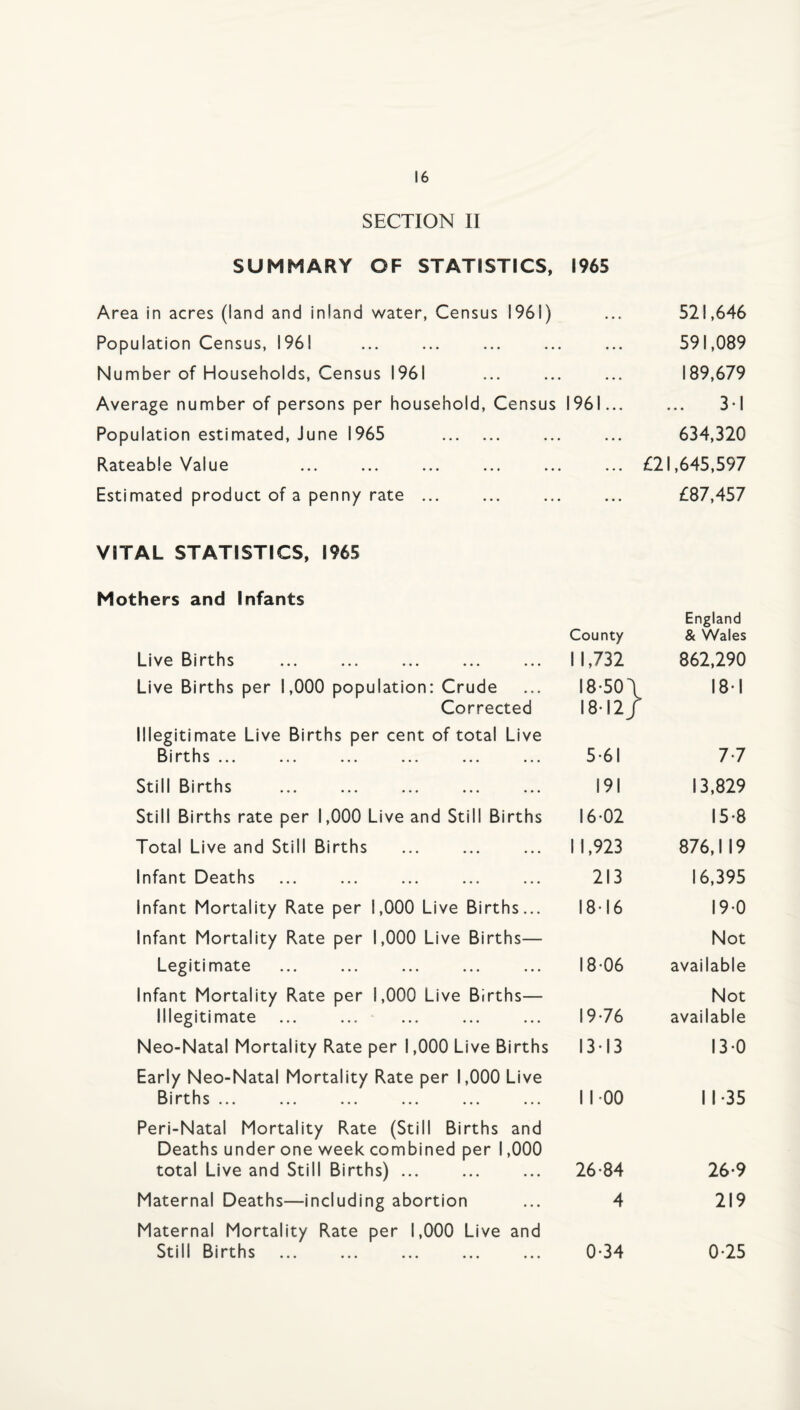 16
SECTION II
SUMMARY OF STATISTICS, 1965
Area in acres (land and inland water, Census 1961) ... 521,646
Population Census, 1961 ... ... ... ... ... 591,089
Number of Households, Census 1961 ... ... ... 189,679
Average number of persons per household, Census 1961... ... 3·1
Population estimated, June 1965 ... ... ... ... 634,320
Rateable Value ... ... ... ... ... ... £21,645,597
Estimated product of a penny rate ... ... ... ... £87,457
VITAL STATISTICS, 1965
Mothers and Infants
England
County & Wales
Live Births ... ... ... ... ... 11,732 862,290
Live Births per 1,000 population: Crude ... 18·50} 18·1
Corrected 18·12}
Illegitimate Live Births per cent of total Live
Births ... ... ... ... ... ... 5·61 7·7
Still Births ... ... ... ... ... 191 13,829
Still Births rate per 1,000 Live and Still Births 16·02 15·8
Total Live and Still Births ... ... ... 11,923 876,119
Infant Deaths ... ... ... ... ... 213 16,395
Infant Mortality Rate per 1,000 Live Births... 18·16 19·0
Infant Mortality Rate per 1,000 Live Births— Not
Legitimate ... ... ... ... ... 18·06 available
Infant Mortality Rate per 1,000 Live Births— Not
Illegitimate ... ... ... ... ... 19·76 available
Neo-Natal Mortality Rate per 1,000 Live Births 13·13 13·0
Early Neo-Natal Mortality Rate per 1,000 Live
Births ... ... ... ... ... ... 11·00 11·35
Peri-Natal Mortality Rate (Still Births and
Deaths under one week combined per 1,000
total Live and Still Births) ... ... ... 26·84 26·9
Maternal Deaths—including abortion ... 4 219
Maternal Mortality Rate per 1,000 Live and
Still Births ... ... ... ... ... 0·34 0·25